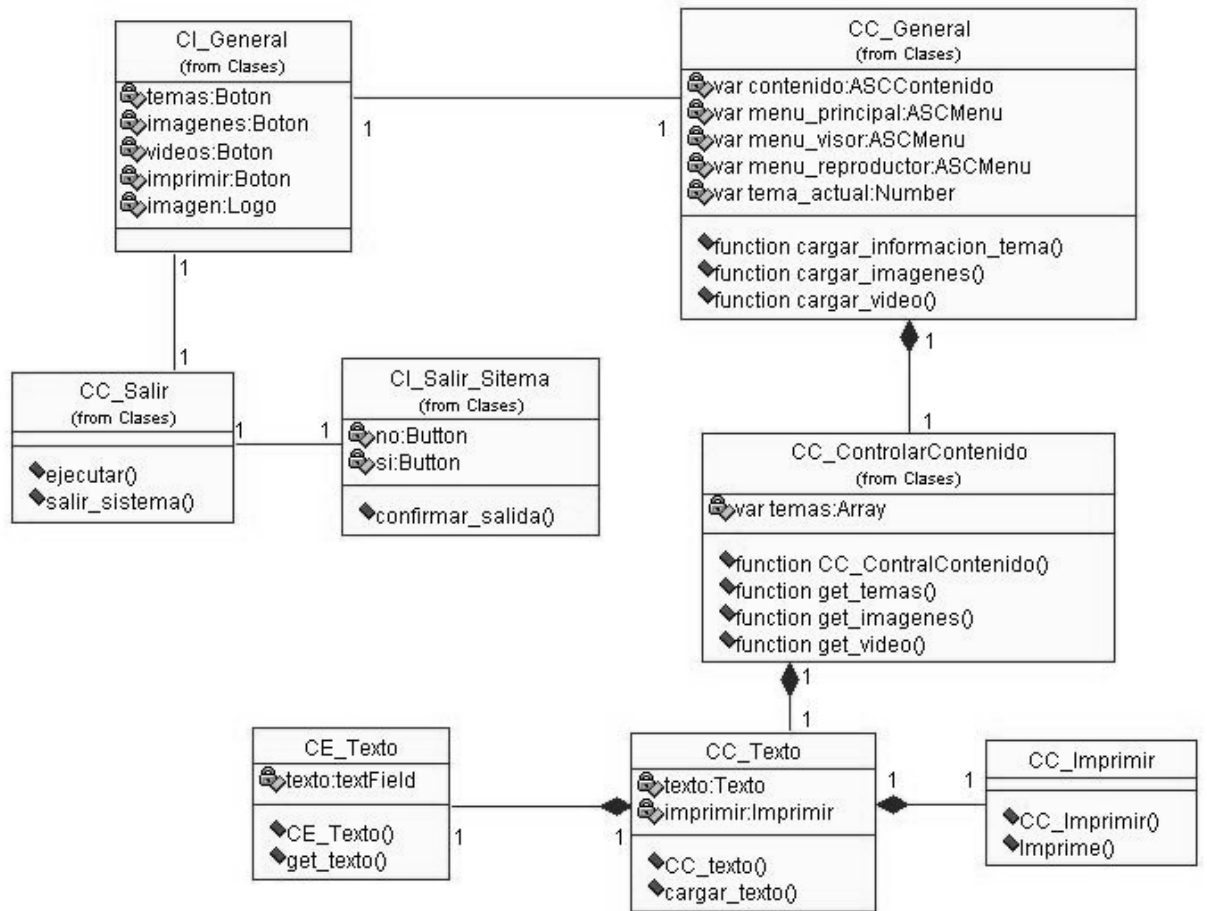 CI_General
(from Clases)
temas:Boton
imagenes:Boton
videos:Boton
imprimir:Boton
imagen:Logo
1
1
CC_General
(from Clases)
var contenido:ASCContenido
var menu_principal:ASCMenu
var menu_visor:ASCMenu
var menu_reproductor:ASCMenu
var tema_actual:Number
function cargar_informacion_tema()
function cargar_imagenes()
function cargar_video()
1
1
CC_Salir
(from Clases)
ejecutar()
salir_sistema()
1
1
CI_Salir_Sitema
(from Clases)
no:Button
si:Button
confirmar_salida()
1
1
CC_ControlarContenido
(from Clases)
var temas:Array
function CC_ContralContenido()
function get_temas()
function get_imagenes()
function get_video()
1
1
CE_Texto
texto:textField
CE_Texto()
get_texto()
1
1
CC_Texto
texto:Texto
imprimir:Imprimir
CC_texto()
cargar_texto()
1
1
CC_Imprimir
CC_Imprimir()
Imprime()